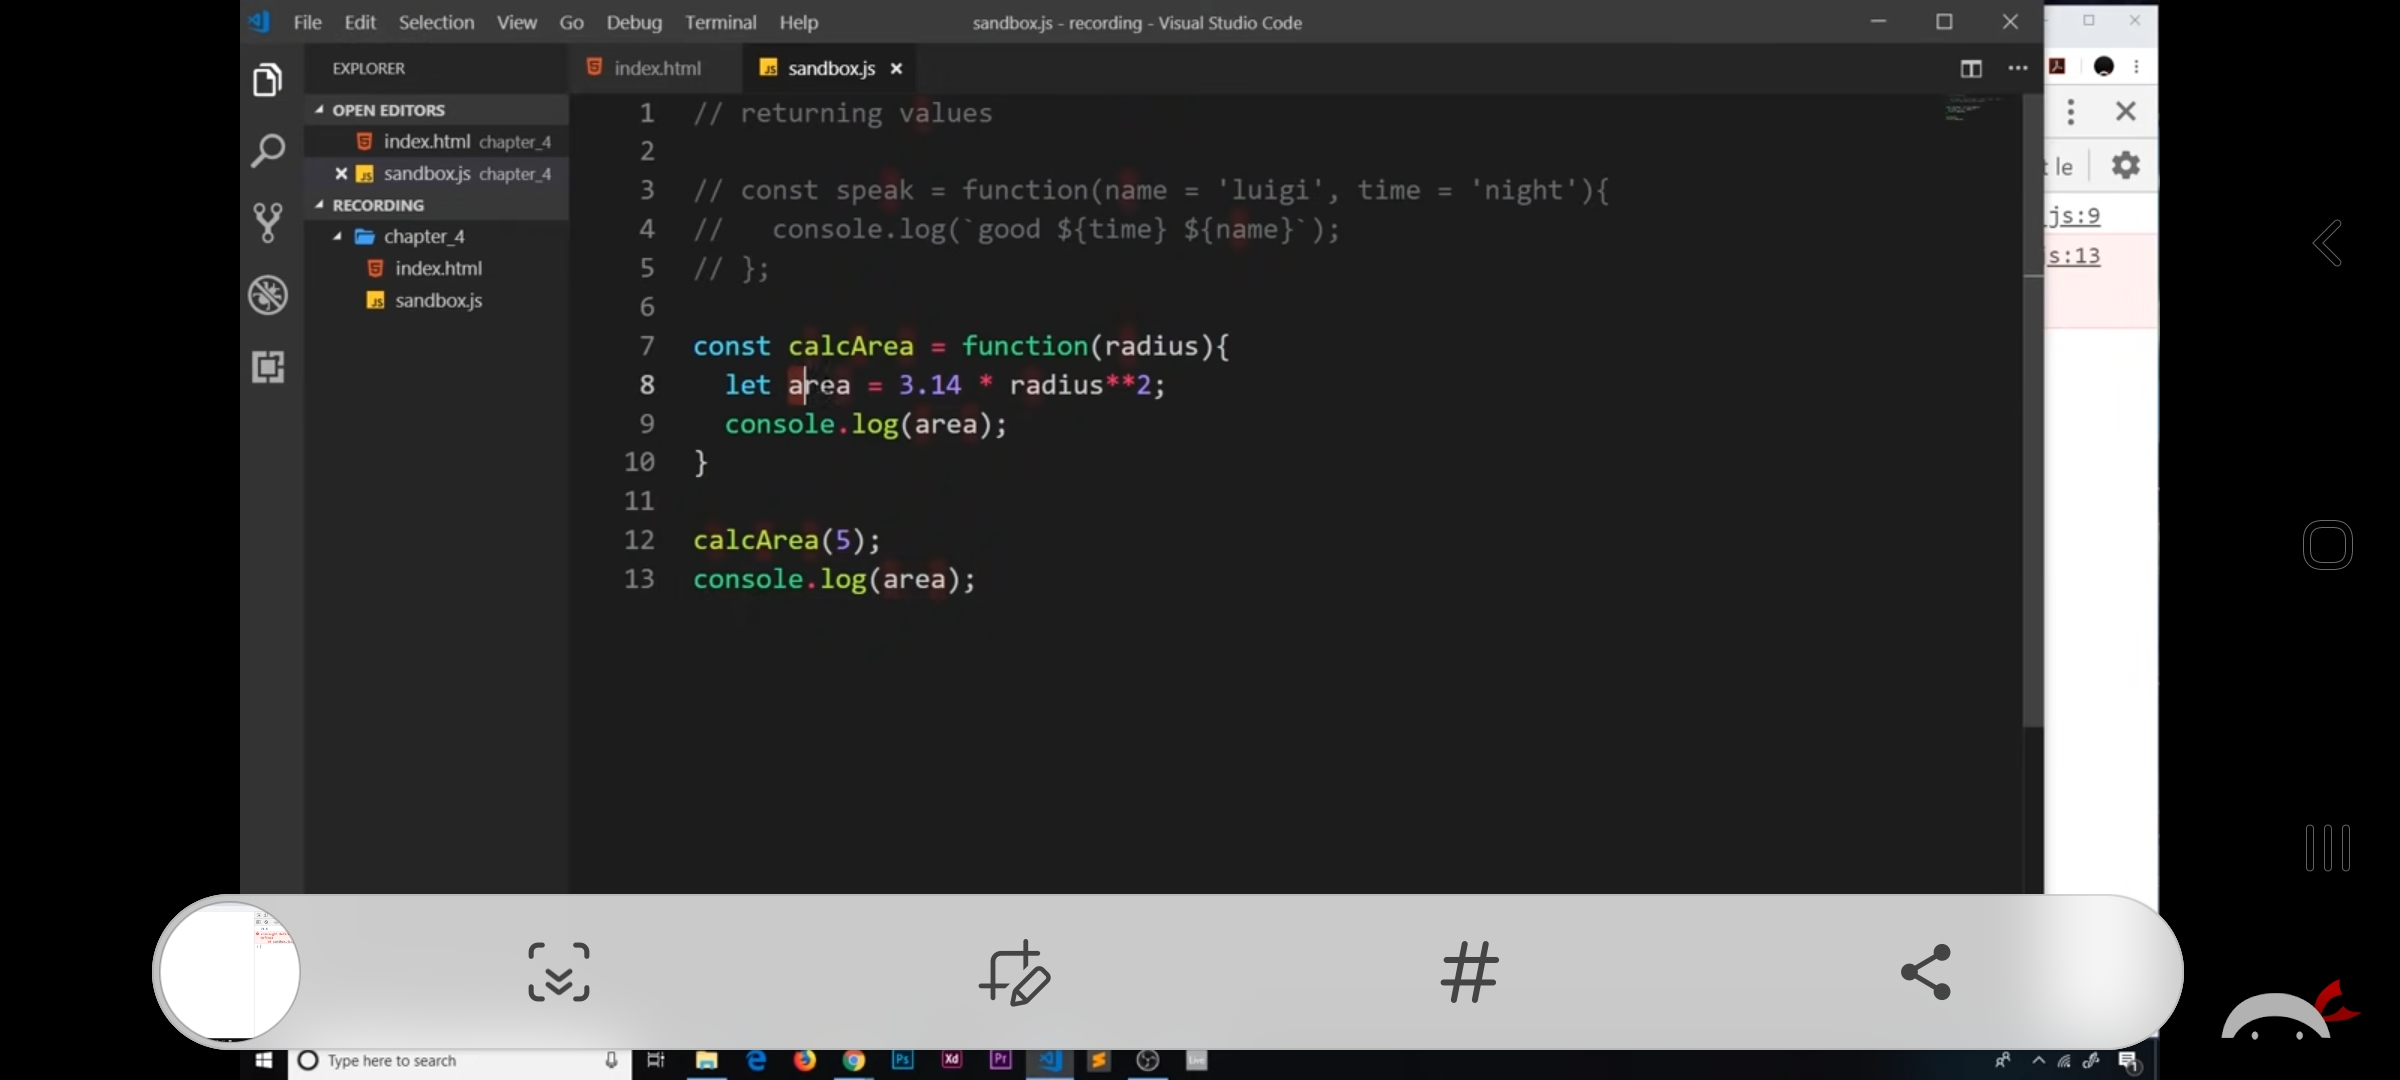 File Edit Selection View Go Debug Terminal Help
sandbox.js - recording - Visual Studio Code
EXPLORER
index.html
sandbox.js
OPEN EDITORS
index.html chapter_4
sandbox.js chapter_4
RECORDING
chapter_4
index.html
sandbox.js
1 // returning values
2
3 // const speak = function(name = 'luigi', time = 'night'){
4 //   console.log(`good ${time} ${name}`);
5 // };
6
7 const calcArea = function(radius){
8   let area = 3.14 * radius**2;
9   console.log(area);
10 }
11
12 calcArea(5);
13 console.log(area);
le
js:9
s:13
Type here to search
Ps
Xd
Pr